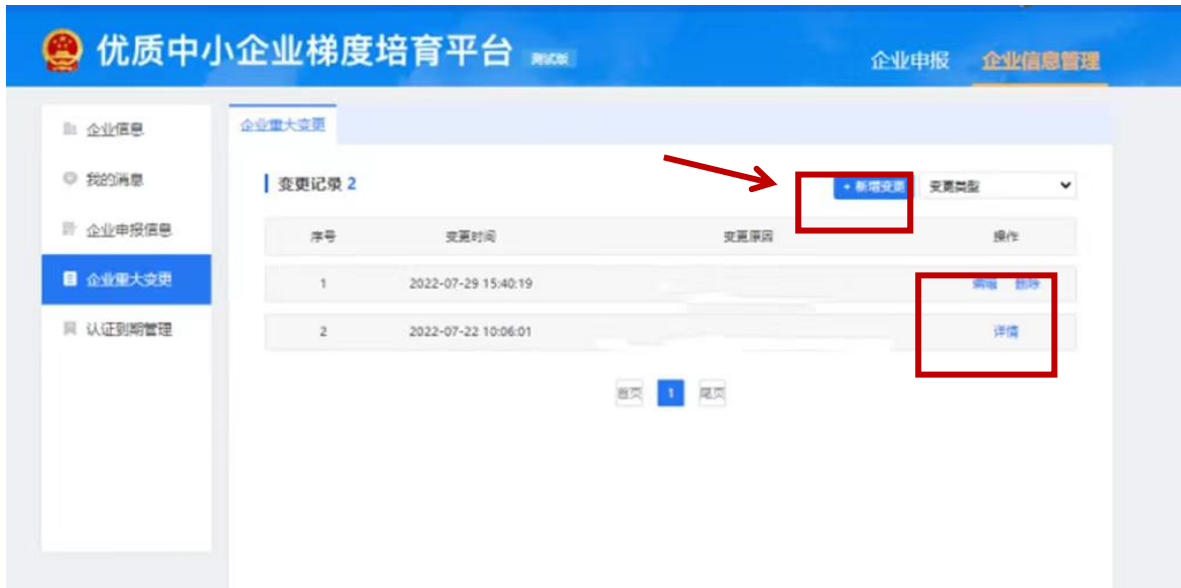 优质中小企业梯度培育平台 测试版
企业申报 企业信息管理
企业信息
我的消息
企业申报信息
企业重大变更
认证到期管理
企业重大变更
变更记录 2
+ 新增变更 变更类型
序号 变更时间 变更原因 操作
1 2022-07-29 15:40:19 编辑 删除
2 2022-07-22 10:06:01 详情
首页 1 尾页